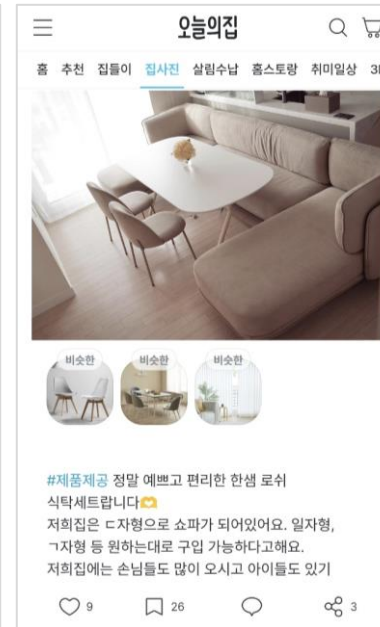 오늘의집
홈 추천 집들이 집사진 살림수납 홈스토랑 취미일상 3
비슷한 비슷한 비슷한
#제품제공 정말 예쁘고 편리한 한샘 로쉬
식탁세트랍니다🫶
저희집은 ㄷ자형으로 쇼파가 되어있어요. 일자형,
ㄱ자형 등 원하는대로 구입 가능하다고해요.
저희집에는 손님들도 많이 오시고 아이들도 있기
9 26 3